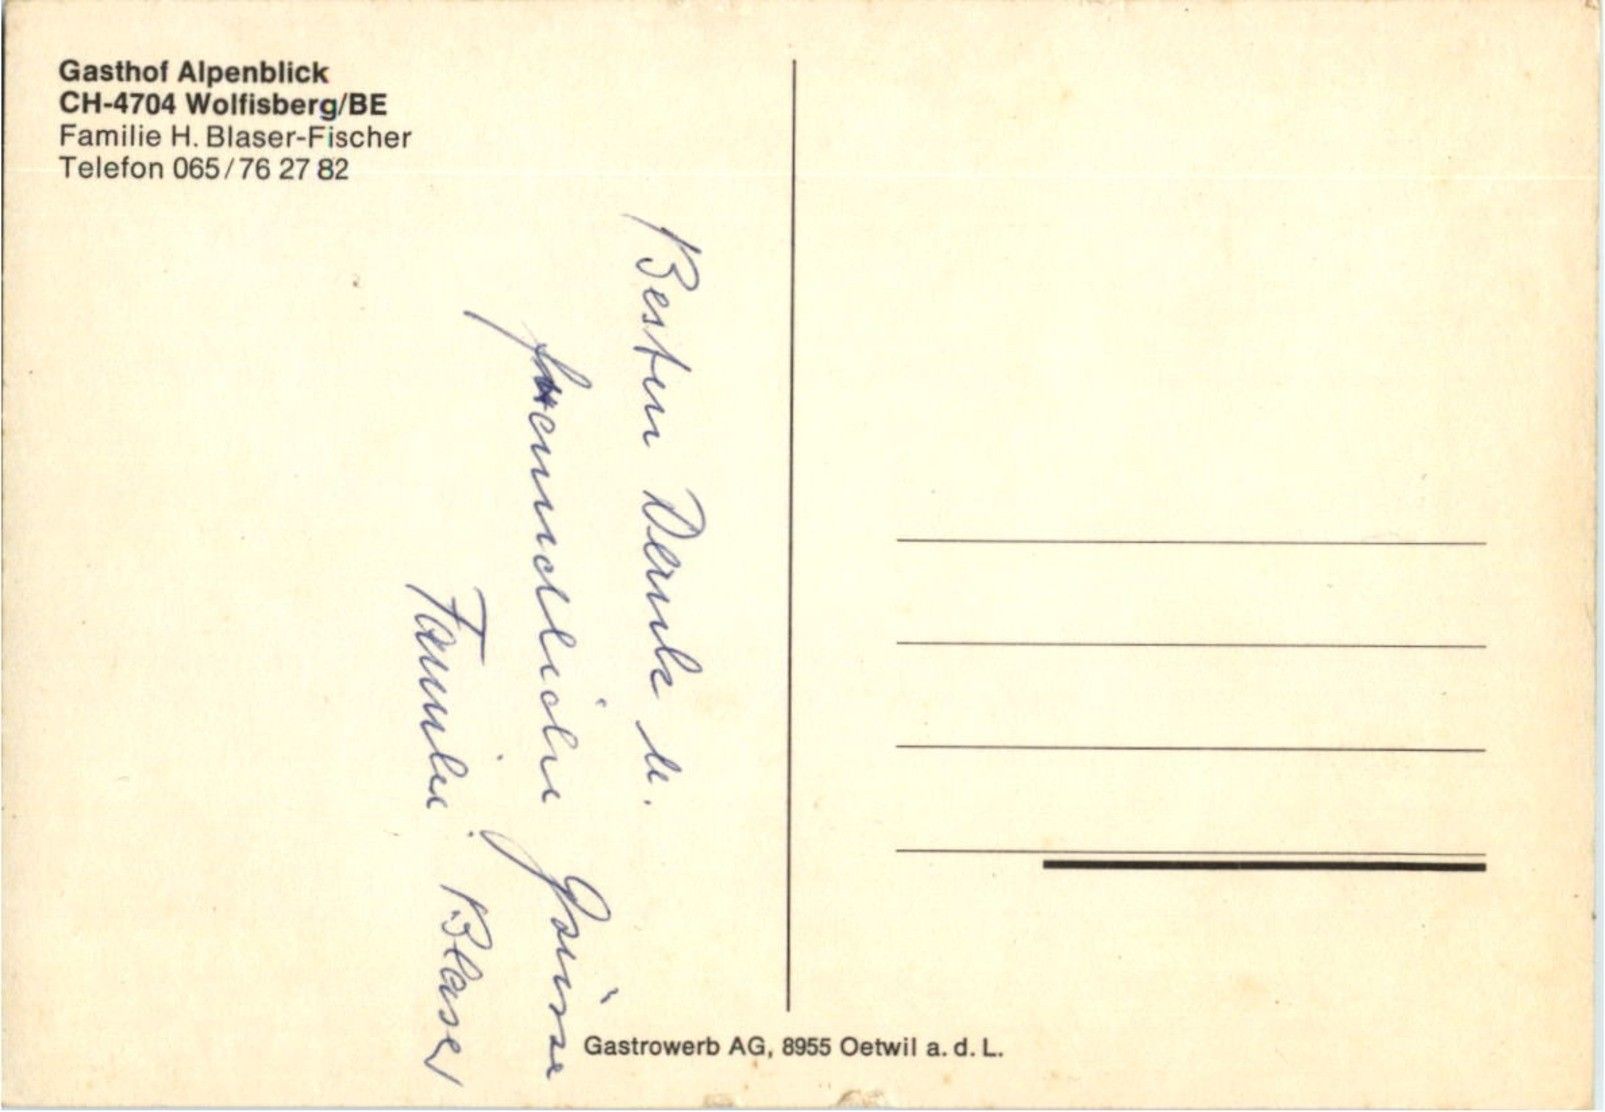 Gasthof Alpenblick
CH-4704 Wolfisberg/BE
Familie H. Blaser-Fischer
Telefon 065/76 27 82
Besten Dank u.
freundliche Grüsse
Familie Blaser
Gastrowerb AG, 8955 Oetwil a. d. L.